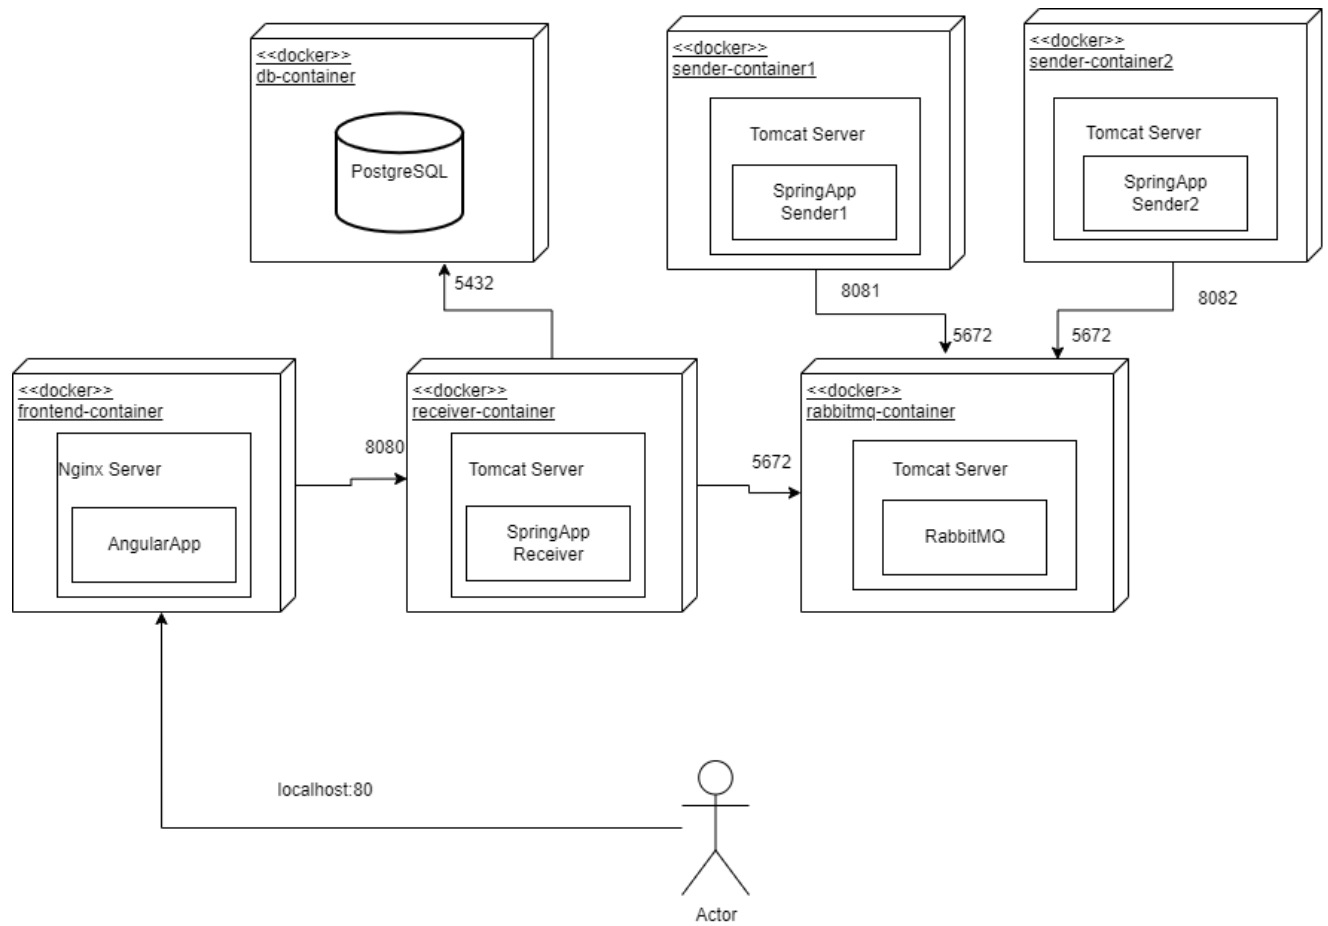 <<docker>>
db-container
PostgreSQL
<<docker>>
sender-container1
Tomcat Server
SpringApp
Sender1
<<docker>>
sender-container2
Tomcat Server
SpringApp
Sender2
5432
8081
8082
5672
5672
<<docker>>
frontend-container
Nginx Server
AngularApp
8080
<<docker>>
receiver-container
Tomcat Server
SpringApp
Receiver
5672
<<docker>>
rabbitmq-container
Tomcat Server
RabbitMQ
localhost:80
Actor